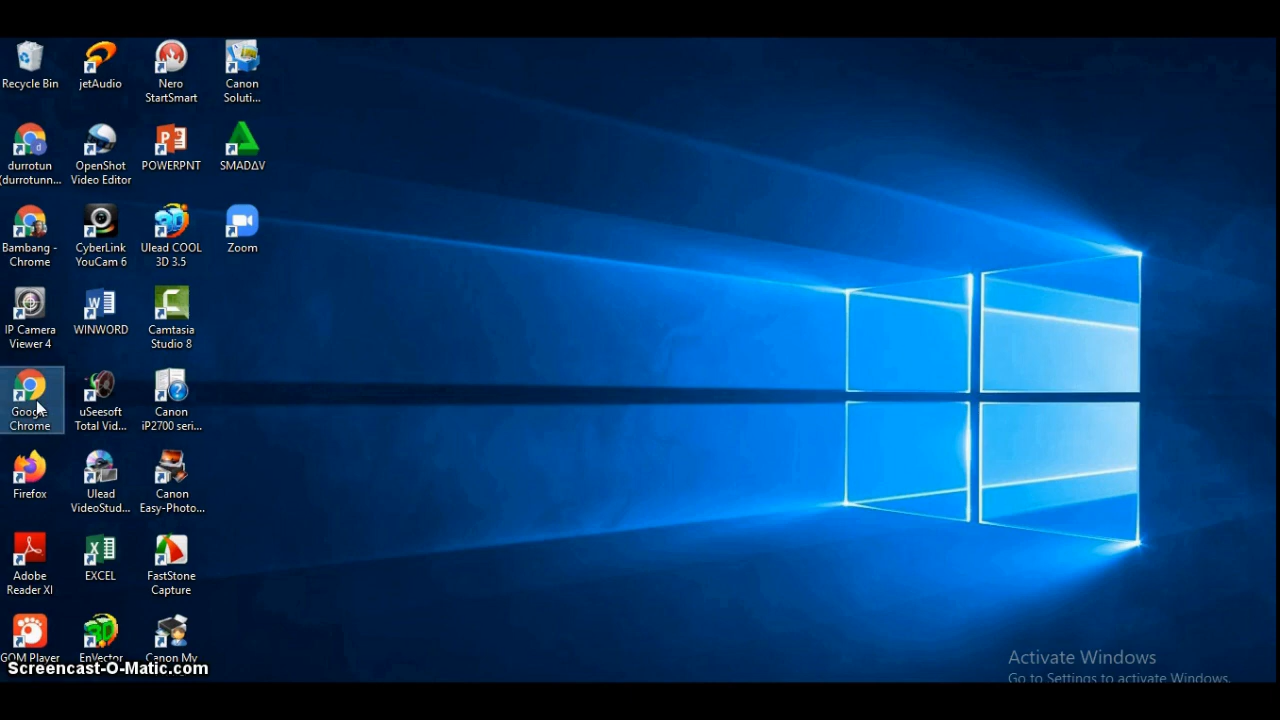 Recycle Bin
jetAudio
Nero
StartSmart
Canon
Soluti...
durrotun
(durrotunn...
OpenShot
Video Editor
POWERPNT
SMADΔV
Bambang -
Chrome
CyberLink
YouCam 6
Ulead COOL
3D 3.5
Zoom
IP Camera
Viewer 4
WINWORD
Camtasia
Studio 8
Google
Chrome
uSeesoft
Total Vid...
Canon
iP2700 seri...
Firefox
Ulead
VideoStud...
Canon
Easy-Photo...
Adobe
Reader XI
EXCEL
FastStone
Capture
GOM Player
EnVector
Canon My
Screencast-O-Matic.com
Activate Windows
Go to Settings to activate Windows.